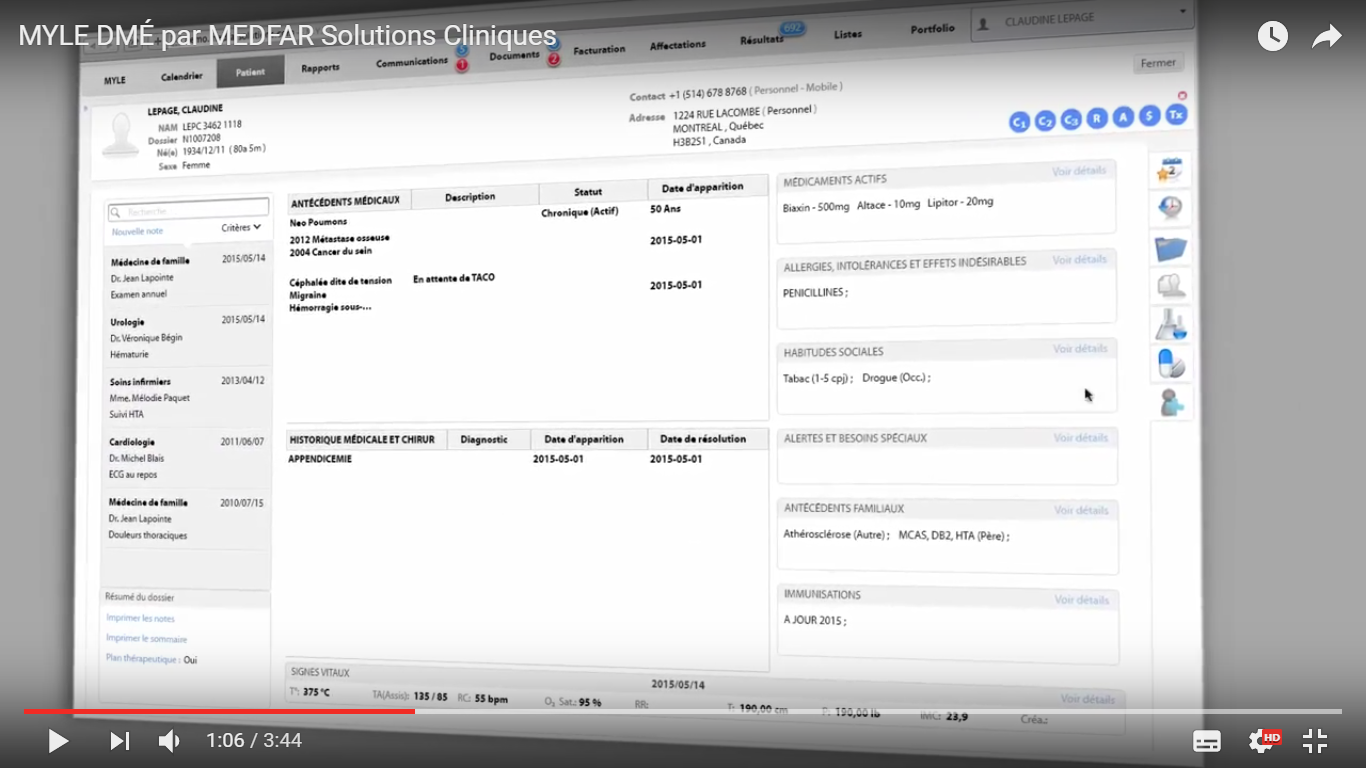 MYLE DMÉ par MEDFAR Solutions Cliniques
MYLE Calendrier Patient Rapports Communications 1 Documents 2 Facturation Affectations Résultats 692 Listes Portfolio CLAUDINE LEPAGE
Fermer
LEPAGE, CLAUDINE
NAM LEPC 3462 1118
Dossier N1007208
Né(e) 1934/12/11 ( 80a 5m )
Sexe Femme
Contact +1 (514) 678 8768 ( Personnel - Mobile )
Adresse 1224 RUE LACOMBE ( Personnel )
MONTREAL , Québec
H3B2S1 , Canada
C1 C2 C3 R A S Tx
Recherche
Nouvelle note Critères
Médecine de famille 2015/05/14
Dr. Jean Lapointe
Examen annuel
Urologie 2015/05/14
Dr. Véronique Bégin
Hématurie
Soins infirmiers 2013/04/12
Mme. Mélodie Paquet
Suivi HTA
Cardiologie 2011/06/07
Dr. Michel Blais
ECG au repos
Médecine de famille 2010/07/15
Dr. Jean Lapointe
Douleurs thoraciques
Résumé du dossier
Imprimer les notes
Imprimer le sommaire
Plan thérapeutique : Oui
ANTÉCÉDENTS MÉDICAUX Description Statut Date d'apparition
Neo Poumons Chronique (Actif) 50 Ans
2012 Métastase osseuse 2015-05-01
2004 Cancer du sein
Céphalée dite de tension En attente de TACO 2015-05-01
Migraine
Hémorragie sous-...
HISTORIQUE MÉDICALE ET CHIRUR Diagnostic Date d'apparition Date de résolution
APPENDICEMIE 2015-05-01 2015-05-01
MÉDICAMENTS ACTIFS Voir détails
Biaxin - 500mg Altace - 10mg Lipitor - 20mg
ALLERGIES, INTOLÉRANCES ET EFFETS INDÉSIRABLES Voir détails
PENICILLINES ;
HABITUDES SOCIALES Voir détails
Tabac (1-5 cpj) ; Drogue (Occ.) ;
ALERTES ET BESOINS SPÉCIAUX Voir détails
ANTÉCÉDENTS FAMILIAUX Voir détails
Athérosclérose (Autre) ; MCAS, DB2, HTA (Père) ;
IMMUNISATIONS Voir détails
A JOUR 2015 ;
SIGNES VITAUX 2015/05/14 Voir détails
T°: 375 °C TA(Assis): 135 / 85 RC: 55 bpm O2 Sat.: 95 % RR: T: 190,00 cm P: 190,00 lb IMC: 23,9 Créa.:
1:06 / 3:44
HD